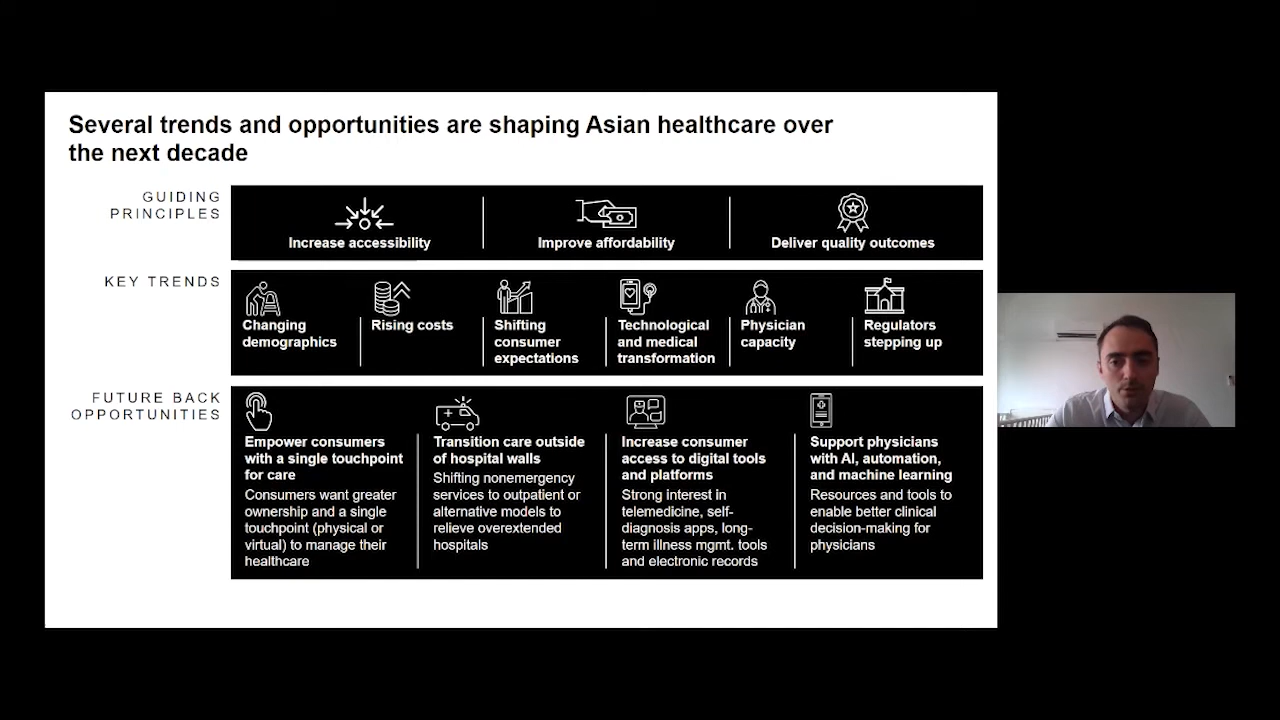 Several trends and opportunities are shaping Asian healthcare over
the next decade
GUIDING
PRINCIPLES
Increase accessibility
Improve affordability
Deliver quality outcomes
KEY TRENDS
Changing
demographics
Rising costs
Shifting
consumer
expectations
Technological
and medical
transformation
Physician
capacity
Regulators
stepping up
FUTURE BACK
OPPORTUNITIES
Empower consumers
with a single touchpoint
for care
Consumers want greater
ownership and a single
touchpoint (physical or
virtual) to manage their
healthcare
Transition care outside
of hospital walls
Shifting nonemergency
services to outpatient or
alternative models to
relieve overextended
hospitals
Increase consumer
access to digital tools
and platforms
Strong interest in
telemedicine, self-
diagnosis apps, long-
term illness mgmt. tools
and electronic records
Support physicians
with AI, automation,
and machine learning
Resources and tools to
enable better clinical
decision-making for
physicians